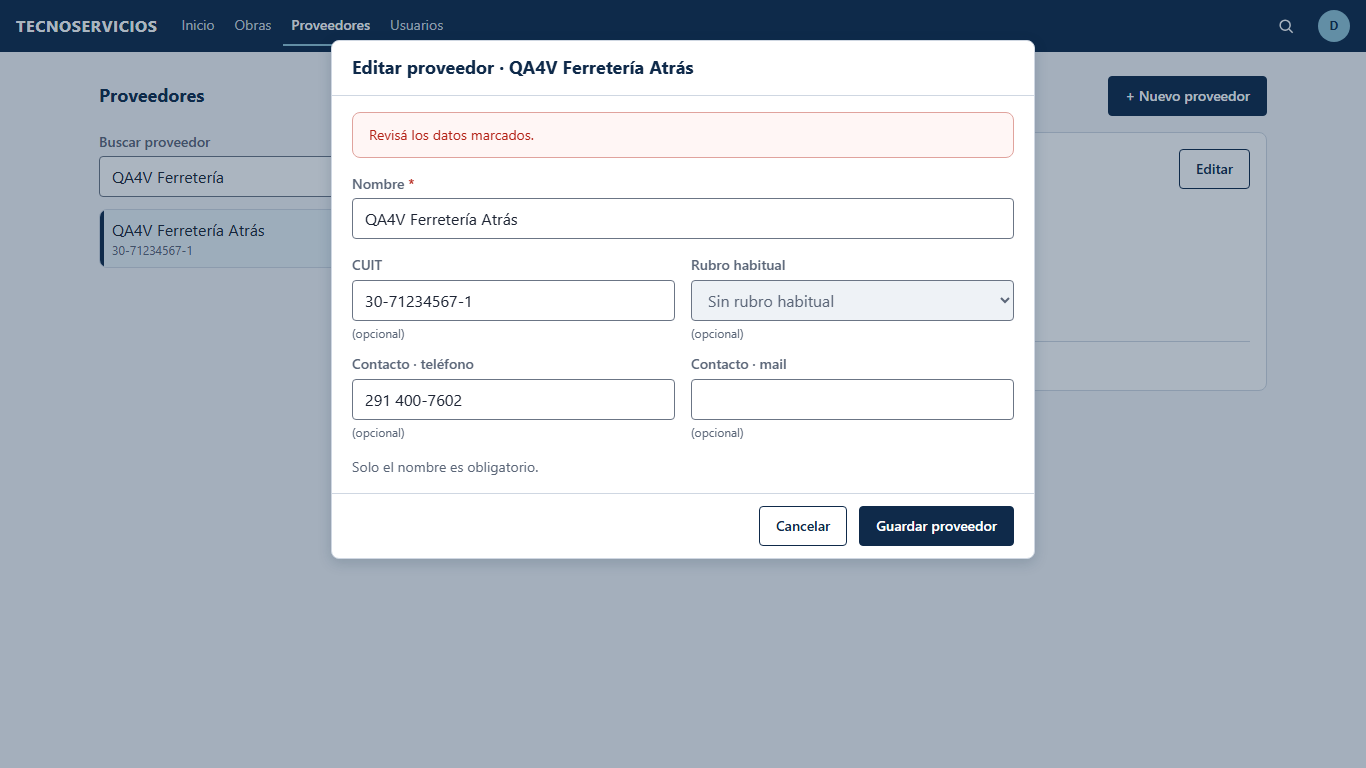 TECNOSERVICIOS Inicio Obras Proveedores Usuarios D
Editar proveedor · QA4V Ferretería Atrás
Proveedores
+ Nuevo proveedor
Revisá los datos marcados.
Buscar proveedor
QA4V Ferretería
Editar
Nombre *
QA4V Ferretería Atrás
QA4V Ferretería Atrás
30-71234567-1
CUIT
Rubro habitual
30-71234567-1
Sin rubro habitual
(opcional)
(opcional)
Contacto · teléfono
Contacto · mail
291 400-7602
(opcional)
(opcional)
Solo el nombre es obligatorio.
Cancelar
Guardar proveedor